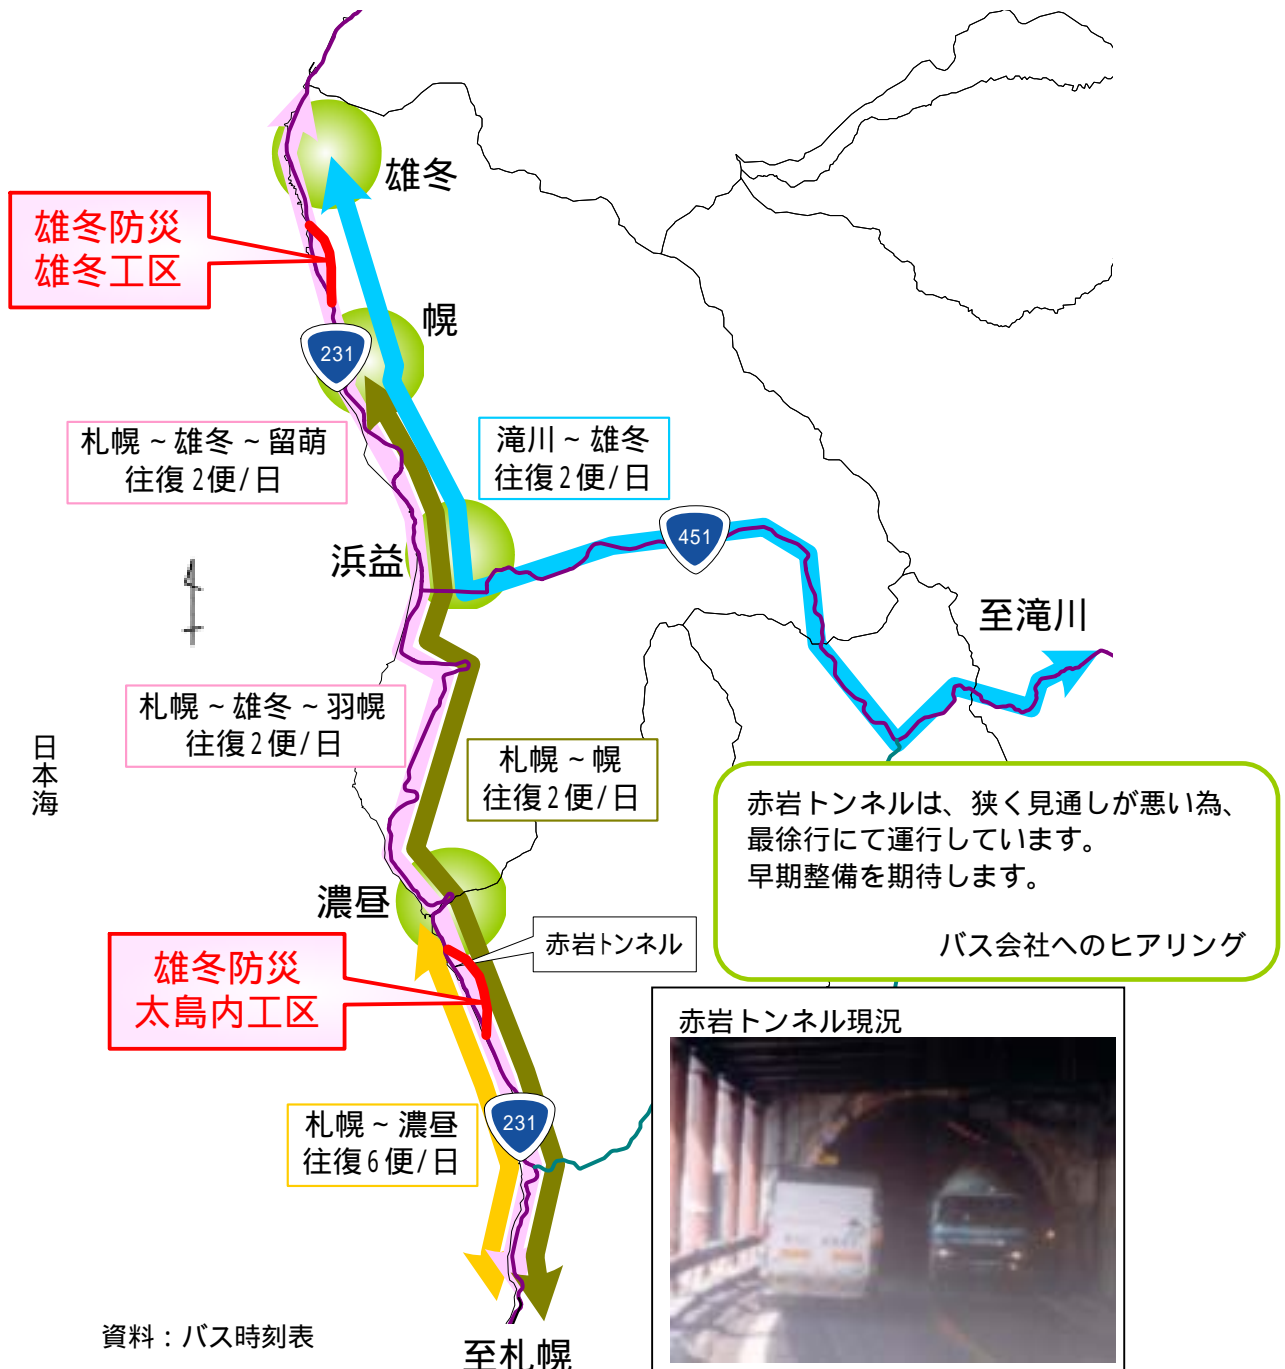 雄冬
雄冬防災
雄冬工区
幌
231
札幌～雄冬～留萌
往復2便/日
滝川～雄冬
往復2便/日
451
浜益
至滝川
札幌～雄冬～羽幌
往復2便/日
日本海
札幌～幌
往復2便/日
赤岩トンネルは、狭く見通しが悪い為、
最徐行にて運行しています。
早期整備を期待します。
バス会社へのヒアリング
濃昼
赤岩トンネル
雄冬防災
太島内工区
赤岩トンネル現況
札幌～濃昼
往復6便/日
231
資料：バス時刻表
至札幌